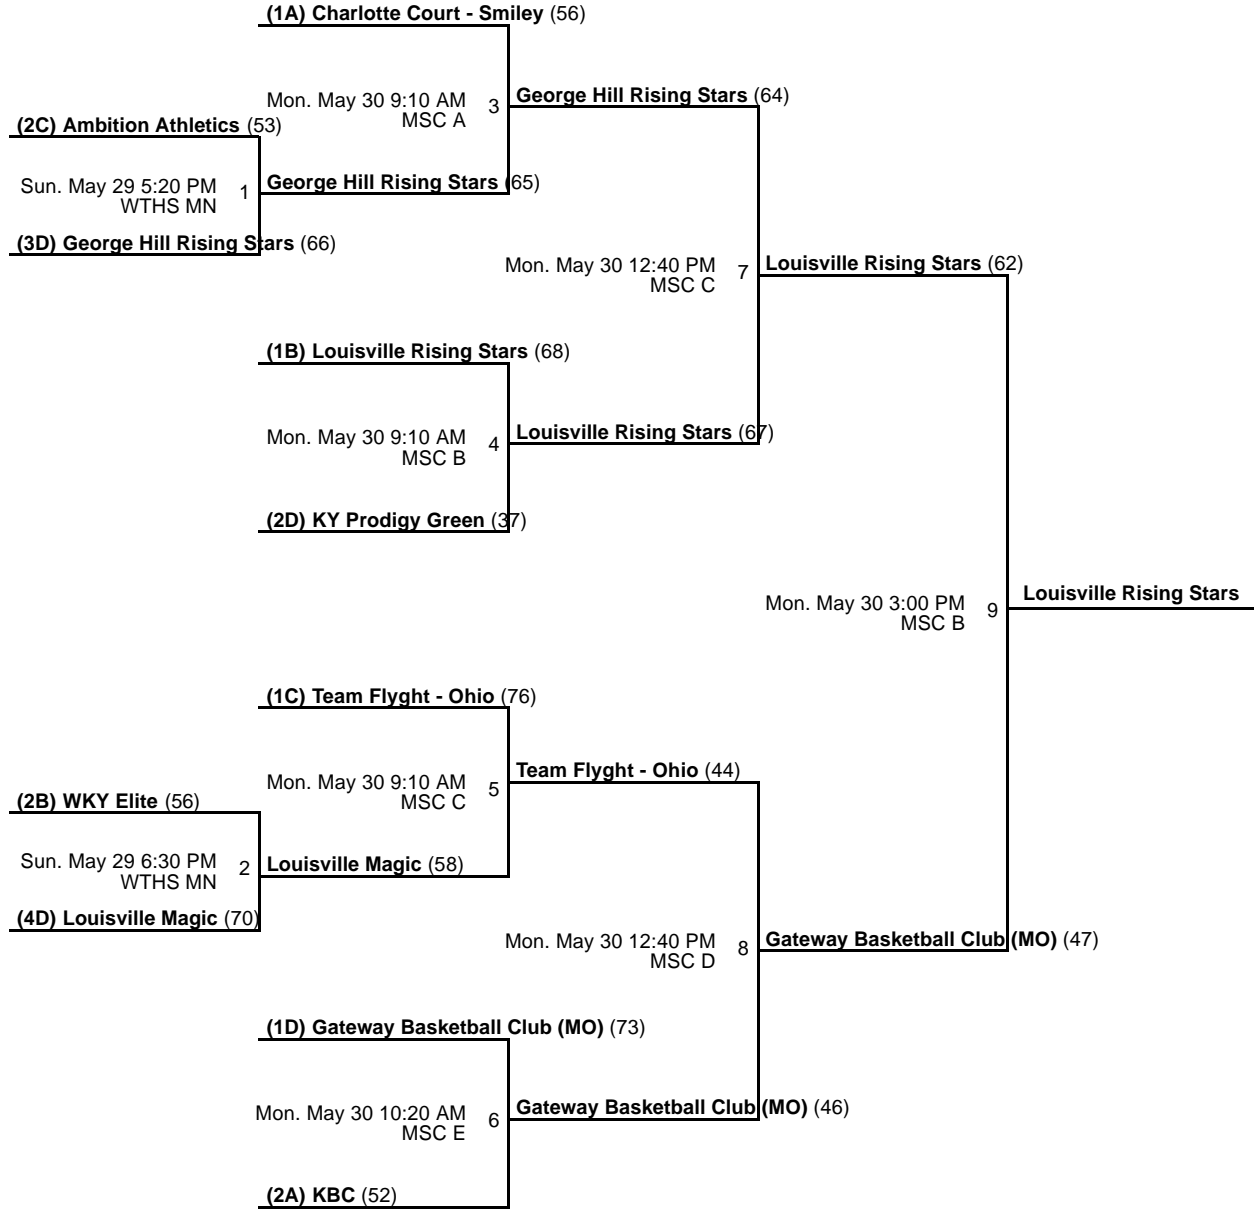 (1A) Charlotte Court - Smiley (56)
Mon. May 30 9:10 AM
MSC A
3
George Hill Rising Stars (64)
(2C) Ambition Athletics (53)
Sun. May 29 5:20 PM
WTHS MN
1
George Hill Rising Stars (65)
(3D) George Hill Rising Stars (66)
Mon. May 30 12:40 PM
MSC C
7
Louisville Rising Stars (62)
(1B) Louisville Rising Stars (68)
Mon. May 30 9:10 AM
MSC B
4
Louisville Rising Stars (67)
(2D) KY Prodigy Green (37)
Mon. May 30 3:00 PM
MSC B
9
Louisville Rising Stars
(1C) Team Flyght - Ohio (76)
Mon. May 30 9:10 AM
MSC C
5
Team Flyght - Ohio (44)
(2B) WKY Elite (56)
Sun. May 29 6:30 PM
WTHS MN
2
Louisville Magic (58)
(4D) Louisville Magic (70)
Mon. May 30 12:40 PM
MSC D
8
Gateway Basketball Club (MO) (47)
(1D) Gateway Basketball Club (MO) (73)
Mon. May 30 10:20 AM
MSC E
6
Gateway Basketball Club (MO) (46)
(2A) KBC (52)